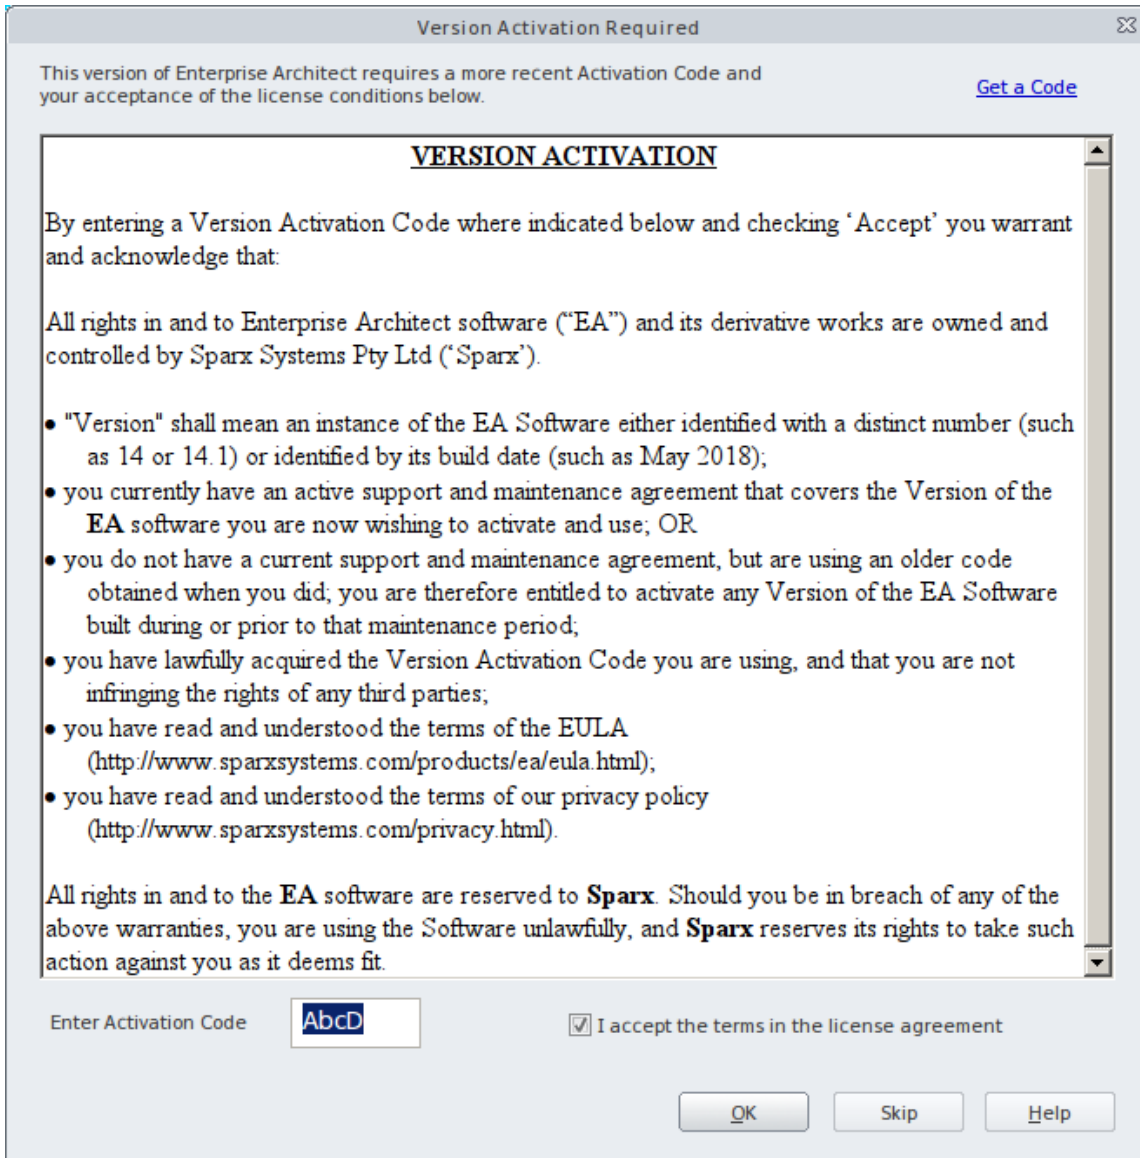 Version Activation Required
This version of Enterprise Architect requires a more recent Activation Code and
your acceptance of the license conditions below.
Get a Code
VERSION ACTIVATION
By entering a Version Activation Code where indicated below and checking ‘Accept’ you warrant
and acknowledge that:
All rights in and to Enterprise Architect software (“EA”) and its derivative works are owned and
controlled by Sparx Systems Pty Ltd (‘Sparx’).
● "Version" shall mean an instance of the EA Software either identified with a distinct number (such
as 14 or 14.1) or identified by its build date (such as May 2018);
● you currently have an active support and maintenance agreement that covers the Version of the
EA software you are now wishing to activate and use; OR
● you do not have a current support and maintenance agreement, but are using an older code
obtained when you did; you are therefore entitled to activate any Version of the EA Software
built during or prior to that maintenance period;
● you have lawfully acquired the Version Activation Code you are using, and that you are not
infringing the rights of any third parties;
● you have read and understood the terms of the EULA
(http://www.sparxsystems.com/products/ea/eula.html);
● you have read and understood the terms of our privacy policy
(http://www.sparxsystems.com/privacy.html).
All rights in and to the EA software are reserved to Sparx. Should you be in breach of any of the
above warranties, you are using the Software unlawfully, and Sparx reserves its rights to take such
action against you as it deems fit.
Enter Activation Code
AbcD
I accept the terms in the license agreement
OK
Skip
Help